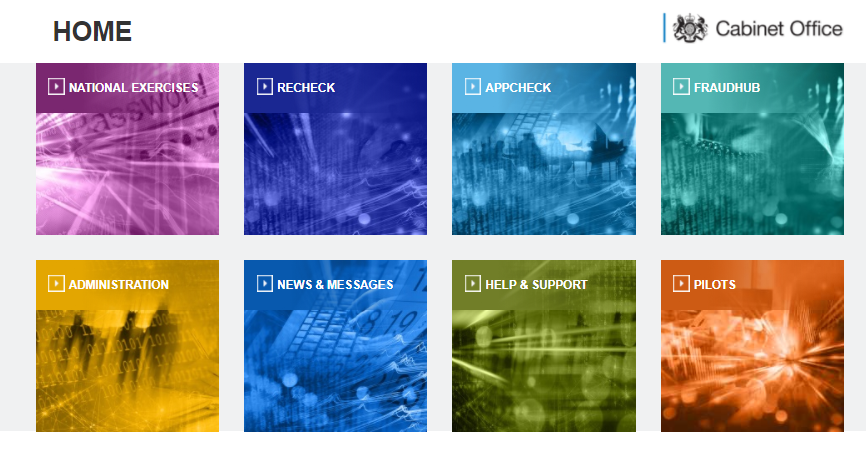 HOME
Cabinet Office
NATIONAL EXERCISES
RECHECK
APPCHECK
FRAUDHUB
ADMINISTRATION
NEWS & MESSAGES
HELP & SUPPORT
PILOTS